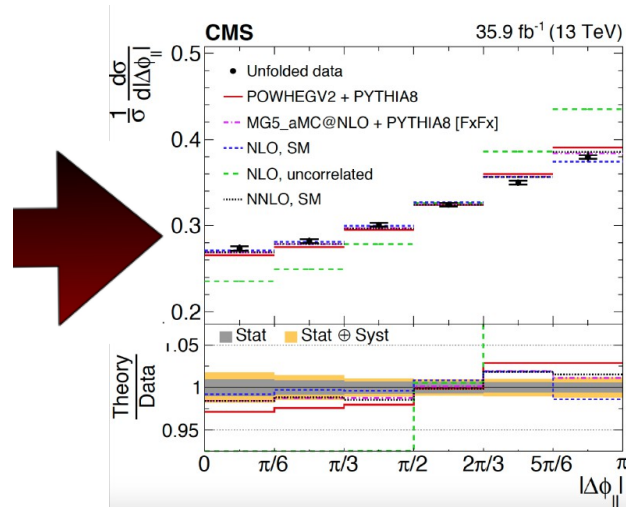 CMS 35.9 fb⁻¹ (13 TeV)
1/σ dσ/d|Δϕ_||_|
0.5
0.4
0.3
0.2
Unfolded data
POWHEGV2 + PYTHIA8
MG5_aMC@NLO + PYTHIA8 [FxFx]
NLO, SM
NLO, uncorrelated
NNLO, SM
Stat Stat ⊕ Syst
Theory/Data
1.05
1
0.95
0 π/6 π/3 π/2 2π/3 5π/6 π
|Δϕ_||_|